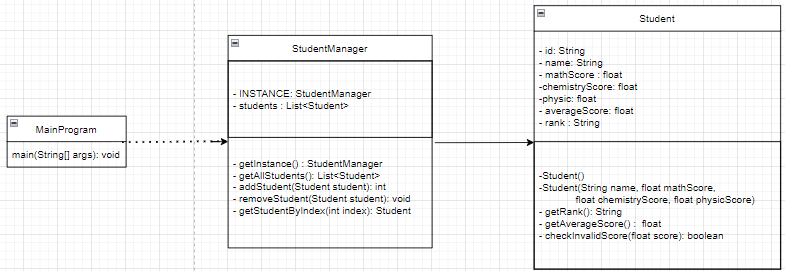 MainProgram
main(String[] args): void
StudentManager
- INSTANCE: StudentManager
- students : List<Student>
- getInstance() : StudentManager
- getAllStudents(): List<Student>
- addStudent(Student student): int
- removeStudent(Student student): void
- getStudentByIndex(int index): Student
Student
- id: String
- name: String
- mathScore : float
-chemistryScore: float
-physic: float
- averageScore: float
- rank : String
-Student()
-Student(String name, float mathScore,
float chemistryScore, float physicScore)
- getRank(): String
- getAverageScore() : float
- checkInvalidScore(float score): boolean